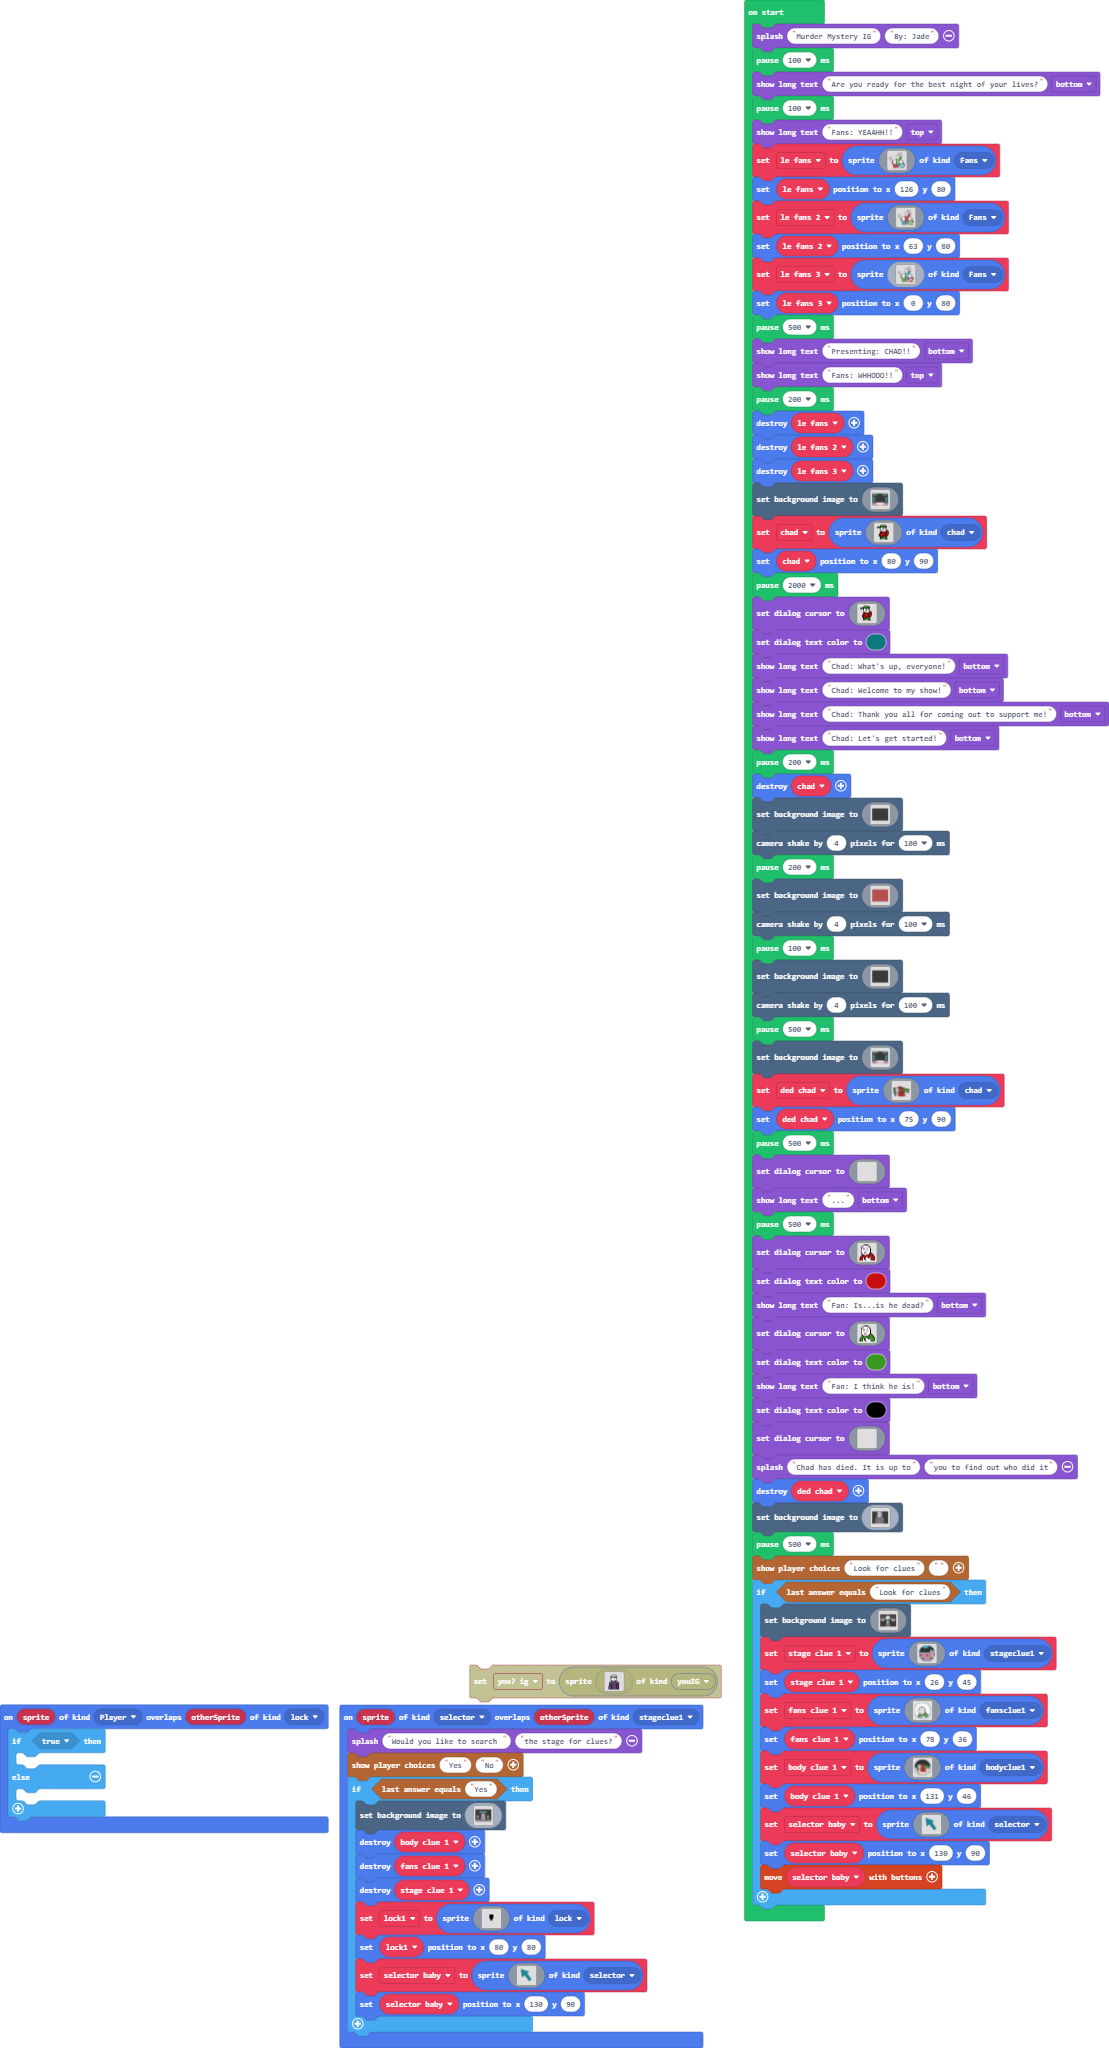 on start
splash "Murder Mystery IG" "By: Jade"
pause 100 ms
show long text "Are you ready for the best night of your lives?" bottom
pause 100 ms
show long text "Fans: YEAAHH!!" top
set le fans to sprite of kind Fans
set le fans position to x 126 y 80
set le fans 2 to sprite of kind Fans
set le fans 2 position to x 63 y 80
set le fans 3 to sprite of kind Fans
set le fans 3 position to x 0 y 80
pause 500 ms
show long text "Presenting: CHAD!!" bottom
show long text "Fans: WHHOOO!!" top
pause 200 ms
destroy le fans
destroy le fans 2
destroy le fans 3
set background image to
set chad to sprite of kind chad
set chad position to x 80 y 90
pause 2000 ms
set dialog cursor to
set dialog text color to
show long text "Chad: What's up, everyone!" bottom
show long text "Chad: Welcome to my show!" bottom
show long text "Chad: Thank you all for coming out to support me!" bottom
show long text "Chad: Let's get started!" bottom
pause 200 ms
destroy chad
set background image to
camera shake by 4 pixels for 100 ms
pause 200 ms
set background image to
camera shake by 4 pixels for 100 ms
pause 100 ms
set background image to
camera shake by 4 pixels for 100 ms
pause 500 ms
set background image to
set ded chad to sprite of kind chad
set ded chad position to x 75 y 90
pause 500 ms
set dialog cursor to
show long text "..." bottom
pause 500 ms
set dialog cursor to
set dialog text color to
show long text "Fan: Is...is he dead?" bottom
set dialog cursor to
set dialog text color to
show long text "Fan: I think he is!" bottom
set dialog text color to
set dialog cursor to
splash "Chad has died. It is up to" "you to find out who did it"
destroy ded chad
set background image to
pause 500 ms
show player choices "Look for clues" ""
if last answer equals "Look for clues" then
set background image to
set stage clue 1 to sprite of kind stageclue1
set stage clue 1 position to x 26 y 45
set fans clue 1 to sprite of kind fansclue1
set fans clue 1 position to x 78 y 36
set body clue 1 to sprite of kind bodyclue1
set body clue 1 position to x 131 y 46
set selector baby to sprite of kind selector
set selector baby position to x 130 y 90
move selector baby with buttons
set you? ig to sprite of kind youIG
on sprite of kind Player overlaps otherSprite of kind lock
if true then
else
on sprite of kind selector overlaps otherSprite of kind stageclue1
splash "Would you like to search " "the stage for clues?"
show player choices "Yes" "No"
if last answer equals "Yes" then
set background image to
destroy body clue 1
destroy fans clue 1
destroy stage clue 1
set lock1 to sprite of kind lock
set lock1 position to x 80 y 80
set selector baby to sprite of kind selector
set selector baby position to x 130 y 90